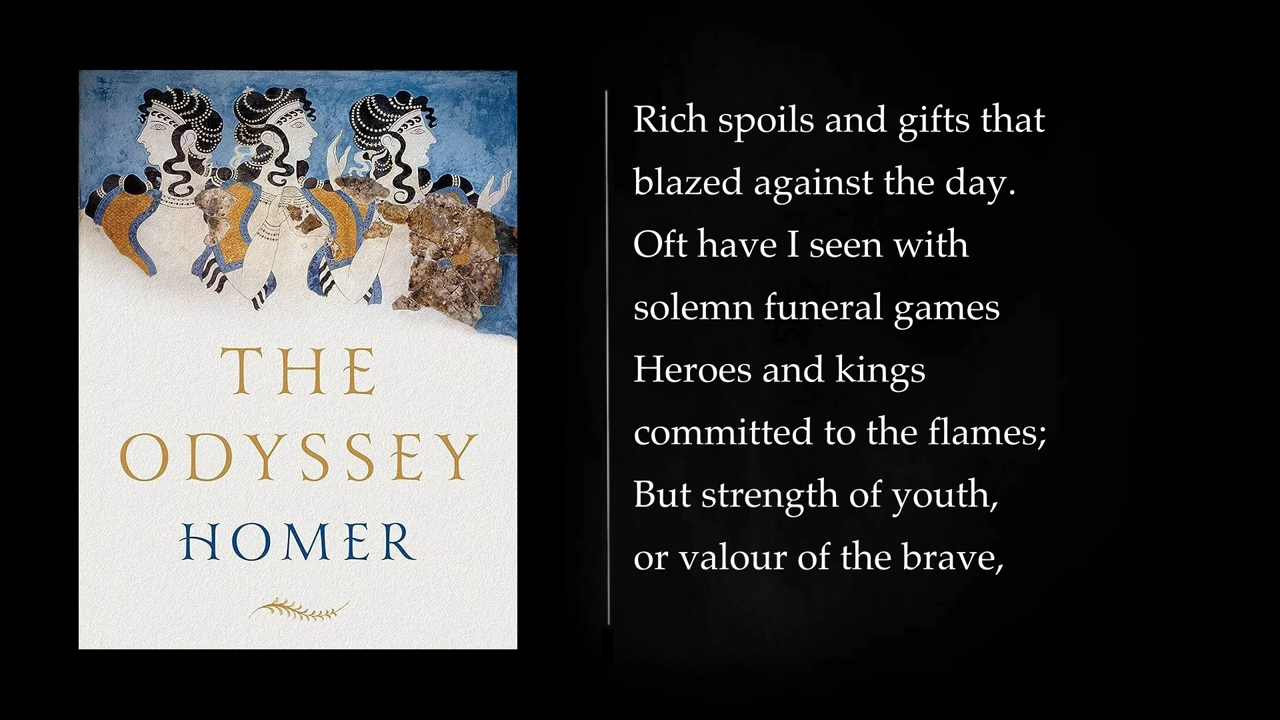 THE
ODYSSEY
HOMER
Rich spoils and gifts that
blazed against the day.
Oft have I seen with
solemn funeral games
Heroes and kings
committed to the flames;
But strength of youth,
or valour of the brave,